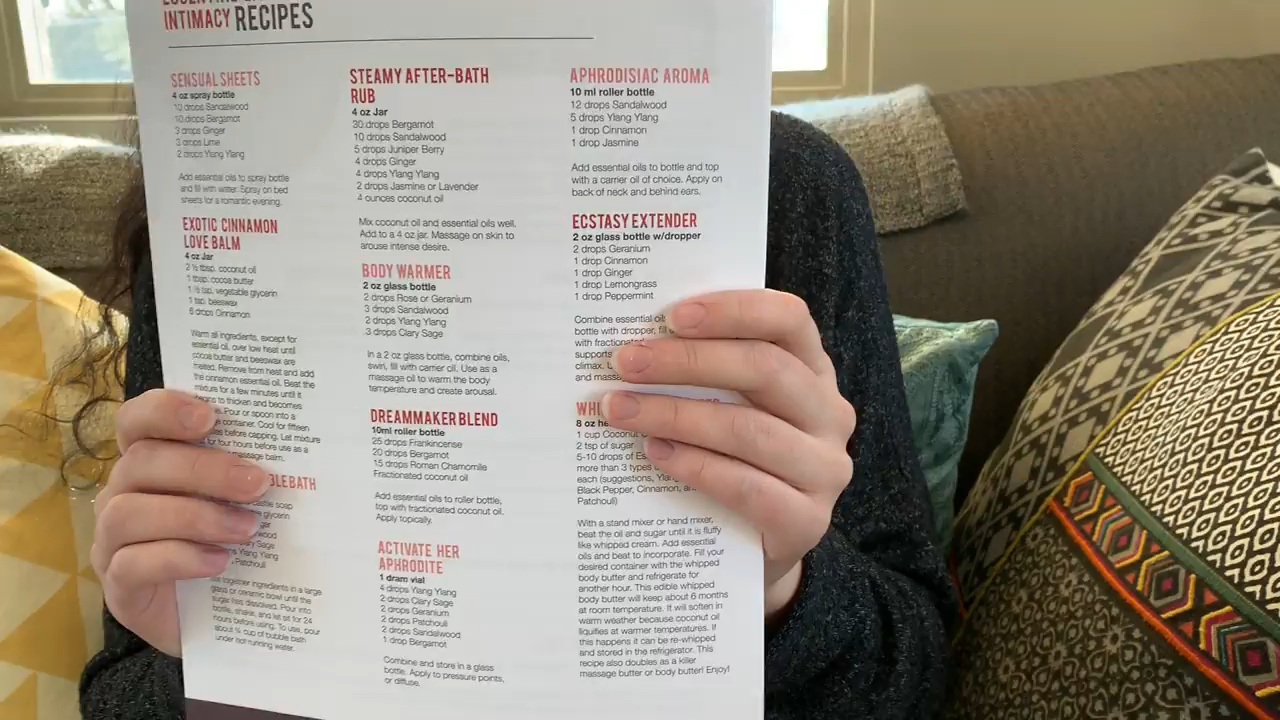 INTIMACY RECIPES
SENSUAL SHEETS
4 oz spray bottle
10 drops Sandalwood
10 drops Bergamot
3 drops Ginger
3 drops Lime
2 drops Ylang Ylang
Add essential oils to spray bottle
and fill with water. Spray on bed
sheets for a romantic evening.
EXOTIC CINNAMON
LOVE BALM
4 oz Jar
2 ½ tbsp. coconut oil
1 tbsp. cocoa butter
1 ½ tsp. vegetable glycerin
1 tsp. beeswax
6 drops Cinnamon
Warm all ingredients, except for
essential oil, over low heat until
cocoa butter and beeswax are
melted. Remove from heat and add
the cinnamon essential oil. Beat the
mixture for a few minutes until it
begins to thicken and becomes
Pour or spoon into a
container. Cool for fifteen
before capping. Let mixture
for four hours before use as a
massage balm.
BATH
castile soap
glycerin
Sage
Ylang Ylang
Patchouli
together ingredients in a large
glass or ceramic bowl until the
sugar has dissolved. Pour into
bottle, shake, and let sit for 24
hours before using. To use, pour
about ¼ cup of bubble bath
under hot running water.
STEAMY AFTER-BATH
RUB
4 oz Jar
30 drops Bergamot
10 drops Sandalwood
5 drops Juniper Berry
4 drops Ginger
4 drops Ylang Ylang
2 drops Jasmine or Lavender
4 ounces coconut oil
Mix coconut oil and essential oils well.
Add to a 4 oz jar. Massage on skin to
arouse intense desire.
BODY WARMER
2 oz glass bottle
2 drops Rose or Geranium
3 drops Sandalwood
2 drops Ylang Ylang
3 drops Clary Sage
In a 2 oz glass bottle, combine oils,
swirl, fill with carrier oil. Use as a
massage oil to warm the body
temperature and create arousal.
DREAMMAKER BLEND
10ml roller bottle
25 drops Frankincense
20 drops Bergamot
15 drops Roman Chamomile
Fractionated coconut oil
Add essential oils to roller bottle,
top with fractionated coconut oil.
Apply topically.
ACTIVATE HER
APHRODITE
1 dram vial
4 drops Ylang Ylang
2 drops Clary Sage
2 drops Geranium
2 drops Patchouli
2 drops Sandalwood
1 drop Bergamot
Combine and store in a glass
bottle. Apply to pressure points,
or diffuse.
APHRODISIAC AROMA
10 ml roller bottle
12 drops Sandalwood
5 drops Ylang Ylang
1 drop Cinnamon
1 drop Jasmine
Add essential oils to bottle and top
with a carrier oil of choice. Apply on
back of neck and behind ears.
ECSTASY EXTENDER
2 oz glass bottle w/dropper
2 drops Geranium
1 drop Cinnamon
1 drop Ginger
1 drop Lemongrass
1 drop Peppermint
Combine essential
bottle with dropper,
with
supports
climax.
and
8 oz
1 cup Coconut
2 tsp of sugar
5-10 drops of
more than 3 types
each (suggestions,
Black Pepper, Cinnamon,
Patchouli)
With a stand mixer or hand mixer,
beat the oil and sugar until it is fluffy
like whipped cream. Add essential
oils and beat to incorporate. Fill your
desired container with the whipped
body butter and refrigerate for
another hour. This edible whipped
body butter will keep about 6 months
at room temperature. It will soften in
warm weather because coconut oil
liquifies at warmer temperatures. If
this happens it can be re-whipped
and stored in the refrigerator. This
recipe also doubles as a killer
massage butter or body butter! Enjoy!